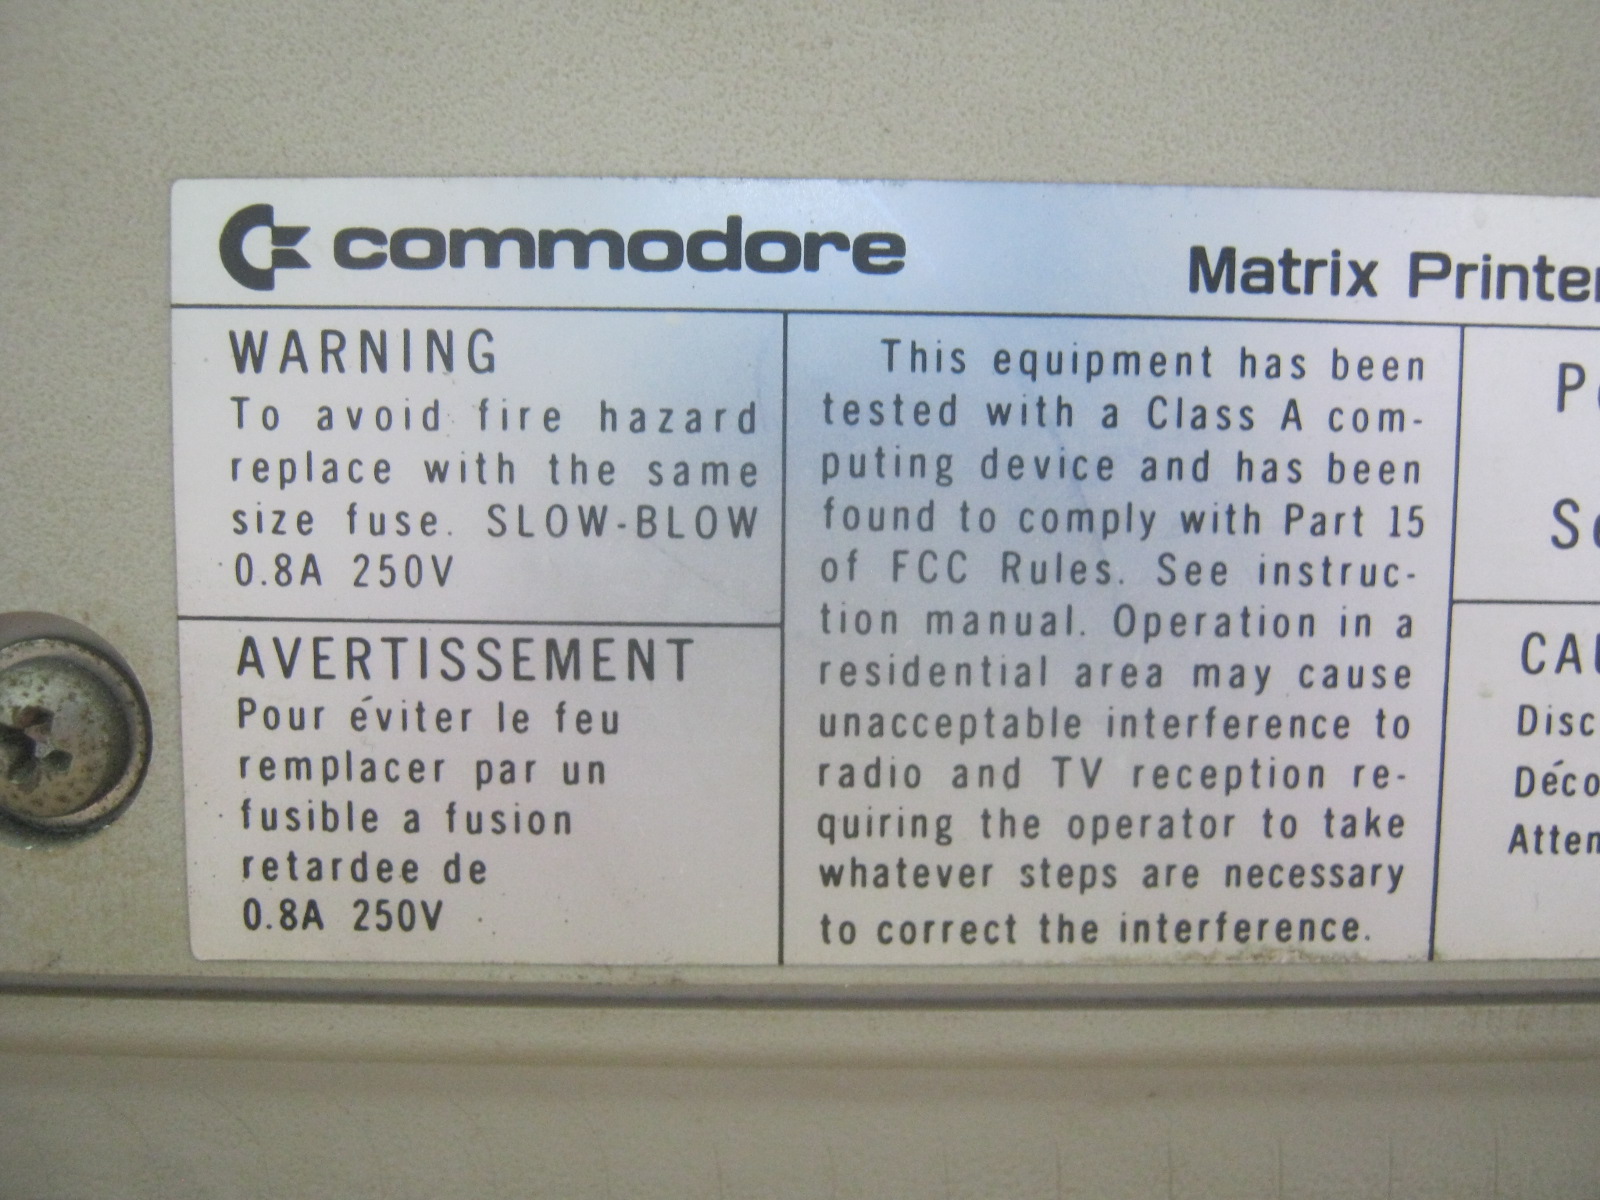 commodore Matrix Printer
WARNING
To avoid fire hazard
replace with the same
size fuse. SLOW-BLOW
0.8A 250V
AVERTISSEMENT
Pour éviter le feu
remplacer par un
fusible a fusion
retardee de
0.8A 250V
This equipment has been
tested with a Class A com-
puting device and has been
found to comply with Part 15
of FCC Rules. See instruc-
tion manual. Operation in a
residential area may cause
unacceptable interference to
radio and TV reception re-
quiring the operator to take
whatever steps are necessary
to correct the interference.